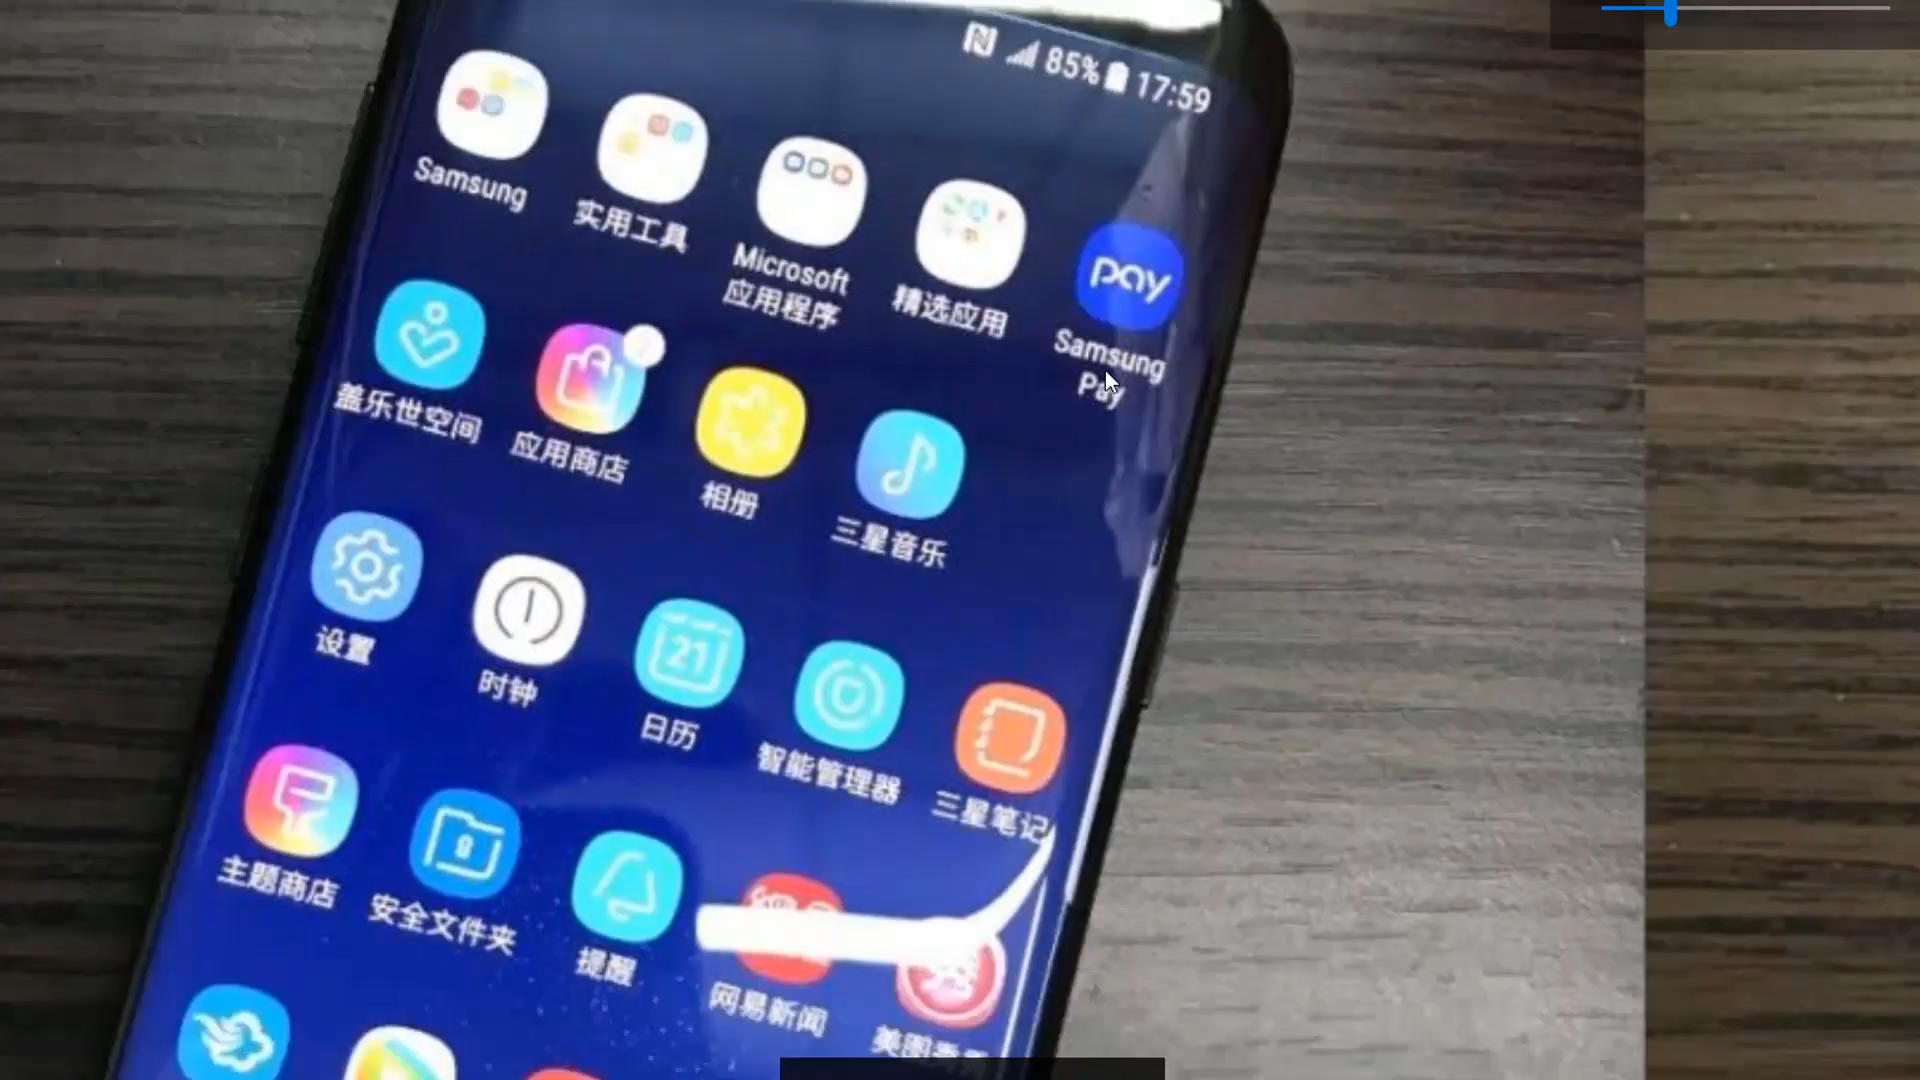 85% 17:59
Samsung
实用工具
Microsoft
应用程序
精选应用
pay
Samsung
Pay
盖乐世空间
应用商店
相册
三星音乐
设置
时钟
21
日历
智能管理器
三星笔记
主题商店
安全文件夹
提醒
网易新闻